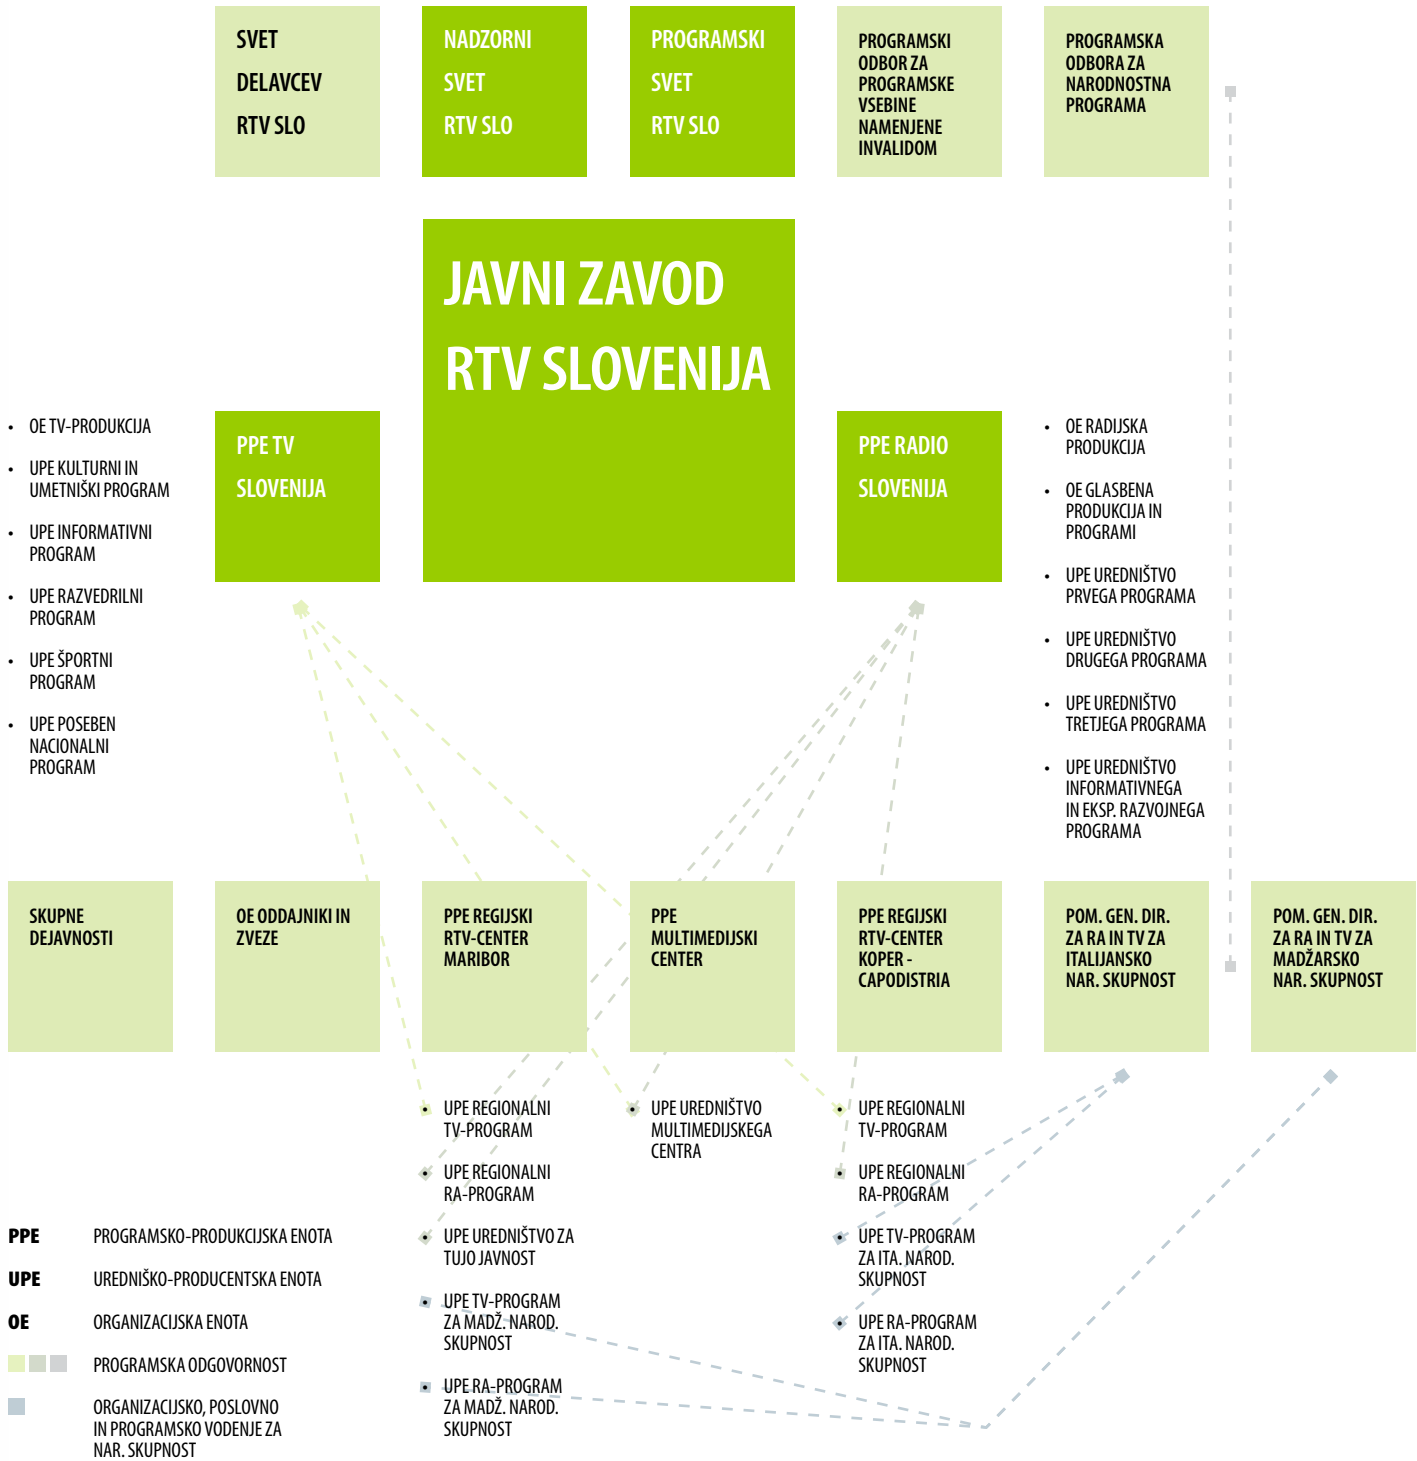 SVET
DELAVCEV
RTV SLO
NADZORNI
SVET
RTV SLO
PROGRAMSKI
SVET
RTV SLO
PROGRAMSKI
ODBOR ZA
PROGRAMSKE
VSEBINE
NAMENJENE
INVALIDOM
PROGRAMSKA
ODBORA ZA
NARODNOSTNA
PROGRAMA
JAVNI ZAVOD
RTV SLOVENIJA
• OE TV-PRODUKCIJA
• UPE KULTURNI IN
UMETNIŠKI PROGRAM
• UPE INFORMATIVNI
PROGRAM
• UPE RAZVEDRILNI
PROGRAM
• UPE ŠPORTNI
PROGRAM
• UPE POSEBEN
NACIONALNI
PROGRAM
PPE TV
SLOVENIJA
PPE RADIO
SLOVENIJA
• OE RADIJSKA
PRODUKCIJA
• OE GLASBENA
PRODUKCIJA IN
PROGRAMI
• UPE UREDNIŠTVO
PRVEGA PROGRAMA
• UPE UREDNIŠTVO
DRUGEGA PROGRAMA
• UPE UREDNIŠTVO
TRETJEGA PROGRAMA
• UPE UREDNIŠTVO
INFORMATIVNEGA
IN EKSP. RAZVOJNEGA
PROGRAMA
SKUPNE
DEJAVNOSTI
OE ODDAJNIKI IN
ZVEZE
PPE REGIJSKI
RTV-CENTER
MARIBOR
PPE
MULTIMEDIJSKI
CENTER
PPE REGIJSKI
RTV-CENTER
KOPER -
CAPODISTRIA
POM. GEN. DIR.
ZA RA IN TV ZA
ITALIJANSKO
NAR. SKUPNOST
POM. GEN. DIR.
ZA RA IN TV ZA
MADŽARSKO
NAR. SKUPNOST
• UPE REGIONALNI
TV-PROGRAM
• UPE REGIONALNI
RA-PROGRAM
• UPE UREDNIŠTVO ZA
TUJO JAVNOST
• UPE TV-PROGRAM
ZA MADŽ. NAROD.
SKUPNOST
• UPE RA-PROGRAM
ZA MADŽ. NAROD.
SKUPNOST
• UPE UREDNIŠTVO
MULTIMEDIJSKEGA
CENTRA
• UPE REGIONALNI
TV-PROGRAM
• UPE REGIONALNI
RA-PROGRAM
• UPE TV-PROGRAM
ZA ITA. NAROD.
SKUPNOST
• UPE RA-PROGRAM
ZA ITA. NAROD.
SKUPNOST
PPE PROGRAMSKO-PRODUKCIJSKA ENOTA
UPE UREDNIŠKO-PRODUCENTSKA ENOTA
OE ORGANIZACIJSKA ENOTA
PROGRAMSKA ODGOVORNOST
ORGANIZACIJSKO, POSLOVNO
IN PROGRAMSKO VODENJE ZA
NAR. SKUPNOST